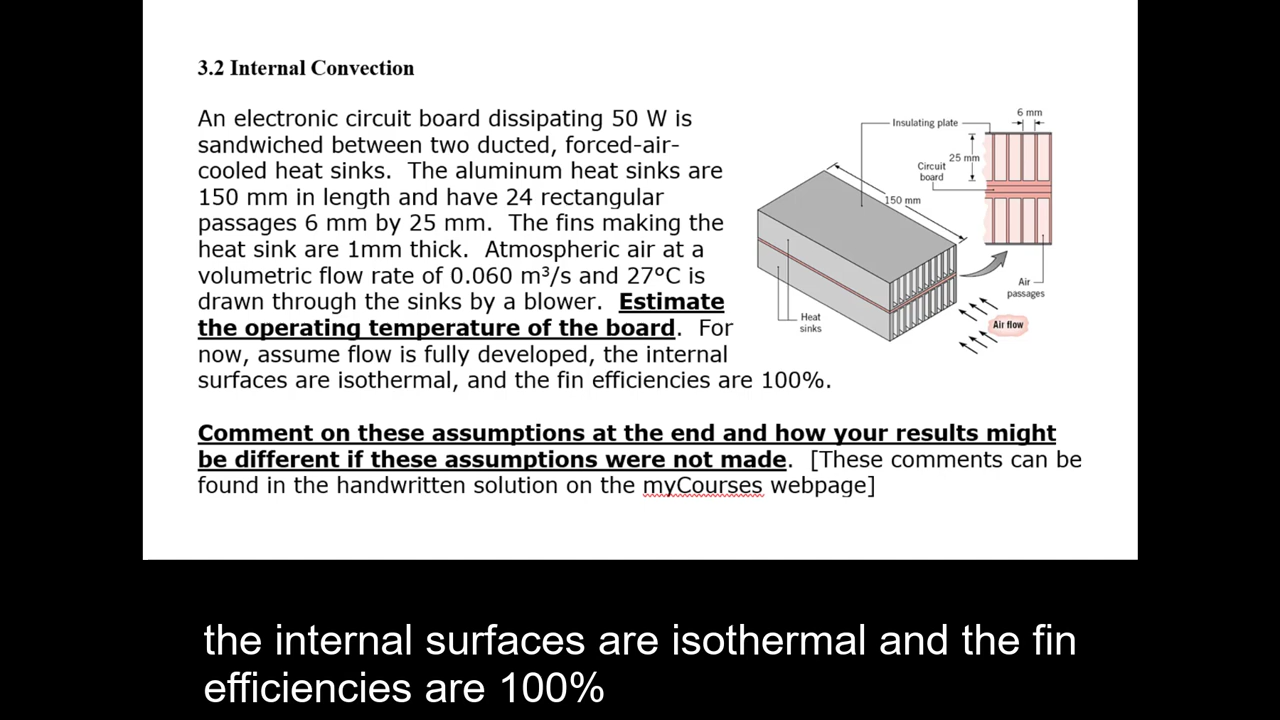 3.2 Internal Convection
An electronic circuit board dissipating 50 W is
sandwiched between two ducted, forced-air-
cooled heat sinks.  The aluminum heat sinks are
150 mm in length and have 24 rectangular
passages 6 mm by 25 mm.  The fins making the
heat sink are 1mm thick.  Atmospheric air at a
volumetric flow rate of 0.060 m³/s and 27°C is
drawn through the sinks by a blower.  Estimate
the operating temperature of the board.  For
now, assume flow is fully developed, the internal
surfaces are isothermal, and the fin efficiencies are 100%.
Insulating plate
6 mm
25 mm
Circuit
board
150 mm
Air
passages
Heat
sinks
Air flow
Comment on these assumptions at the end and how your results might
be different if these assumptions were not made.  [These comments can be
found in the handwritten solution on the myCourses webpage]
the internal surfaces are isothermal and the fin
efficiencies are 100%